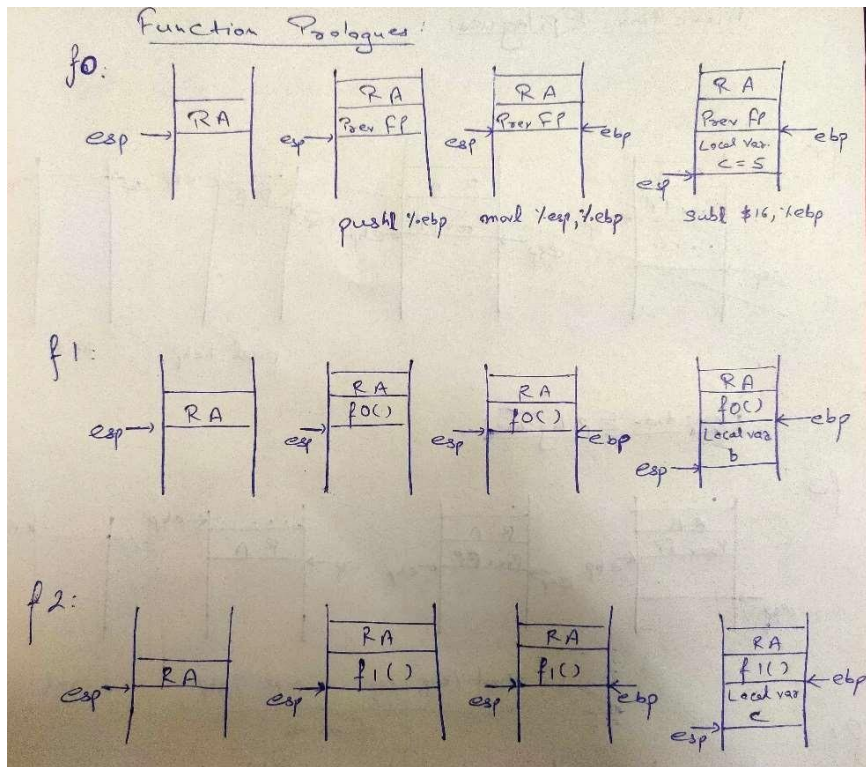 Function Prologues:
f0:
RA RA RA RA
Prev FP Prev FP Prev FP
esp esp esp ebp ebp
Local var.
c = 5
esp
pushl %ebp movl %esp, %ebp subl $16, %ebp
f1:
RA RA RA RA
f0() f0() f0()
esp esp esp ebp ebp
Local var
b
esp
f2:
RA RA RA RA
f1() f1() f1()
esp esp esp ebp ebp
Local var
c
esp